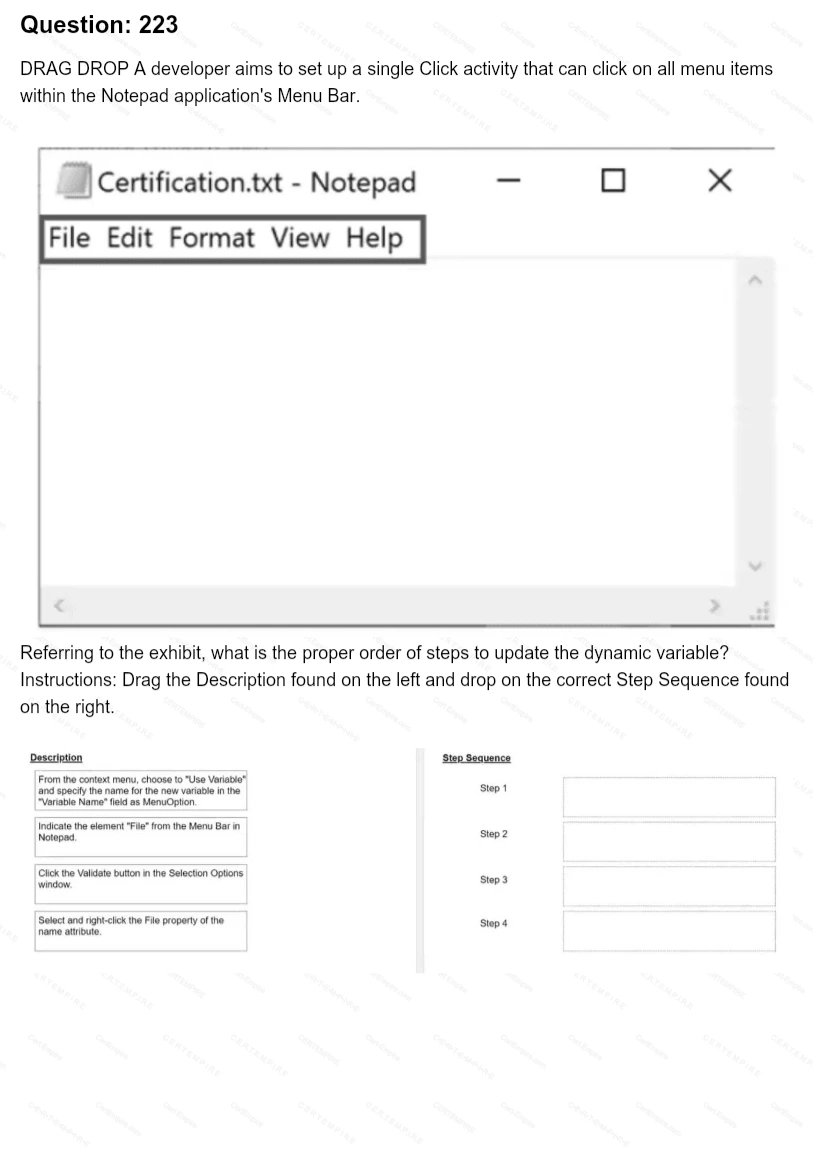 Question: 223
DRAG DROP A developer aims to set up a single Click activity that can click on all menu items
within the Notepad application's Menu Bar.
Certification.txt - Notepad
File Edit Format View Help
Referring to the exhibit, what is the proper order of steps to update the dynamic variable?
Instructions: Drag the Description found on the left and drop on the correct Step Sequence found
on the right.
Description
From the context menu, choose to "Use Variable"
and specify the name for the new variable in the
"Variable Name" field as MenuOption.
Indicate the element "File" from the Menu Bar in
Notepad.
Click the Validate button in the Selection Options
window.
Select and right-click the File property of the
name attribute.
Step Sequence
Step 1
Step 2
Step 3
Step 4